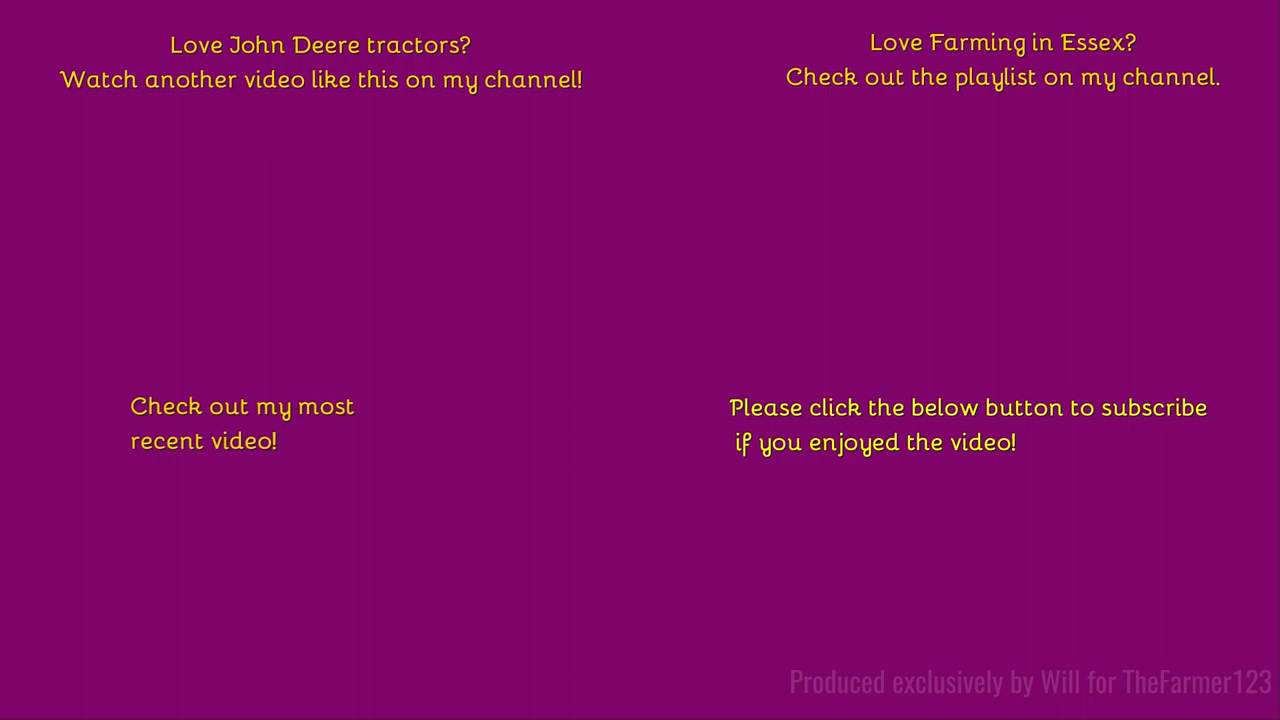 Love John Deere tractors?
Watch another video like this on my channel!
Love Farming in Essex?
Check out the playlist on my channel.
Check out my most
recent video!
Please click the below button to subscribe
if you enjoyed the video!
Produced exclusively by Will for TheFarmer123